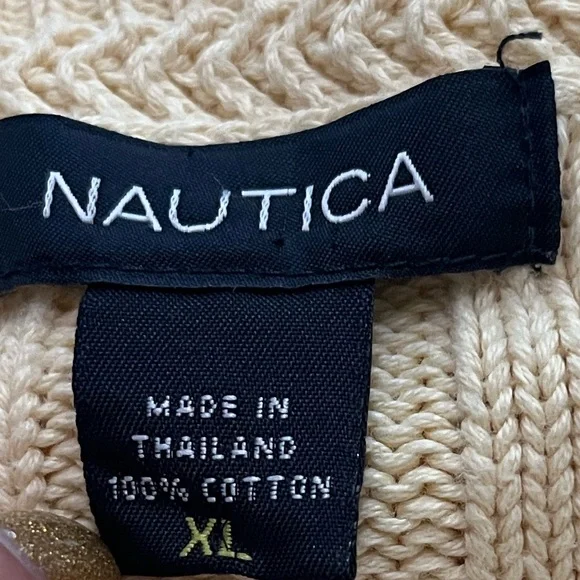 NAUTICA
MADE IN
THAILAND
100% COTTON
XL